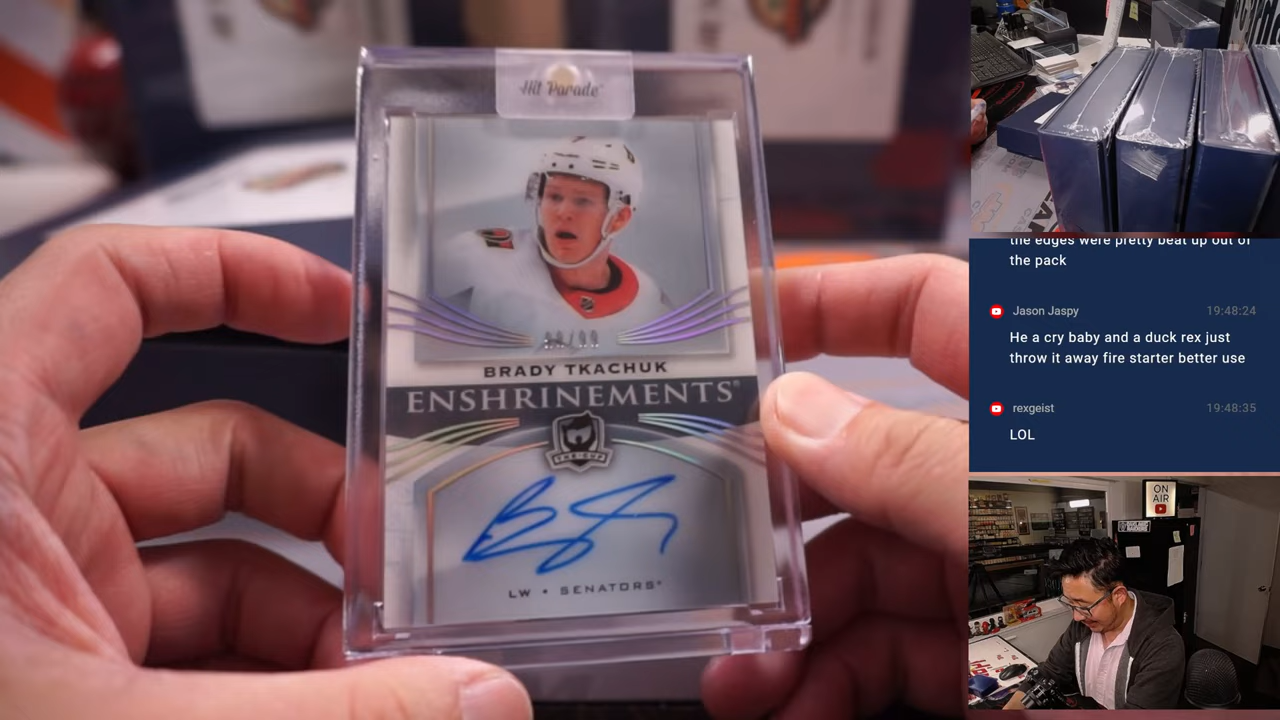 Hit Parade
BRADY TKACHUK
ENSHRINEMENTS
THE CUP
LW • SENATORS
the edges were pretty beat up out of
the pack
Jason Jaspy 19:48:24
He a cry baby and a duck rex just
throw it away fire starter better use
rexgeist 19:48:35
LOL
ON
AIR